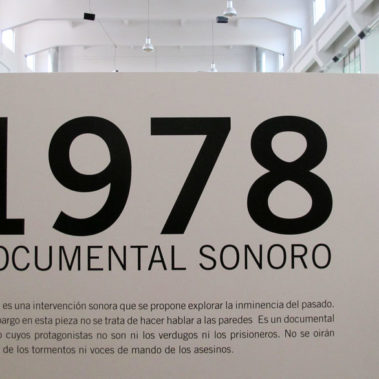 1978
DOCUMENTAL SONORO
es una intervención sonora que se propone explorar la inminencia del pasado.
bargo en esta pieza no se trata de hacer hablar a las paredes Es un documental
o cuyos protagonistas no son ni los verdugos ni los prisioneros. No se oirán
de los tormentos ni voces de mando de los asesinos.